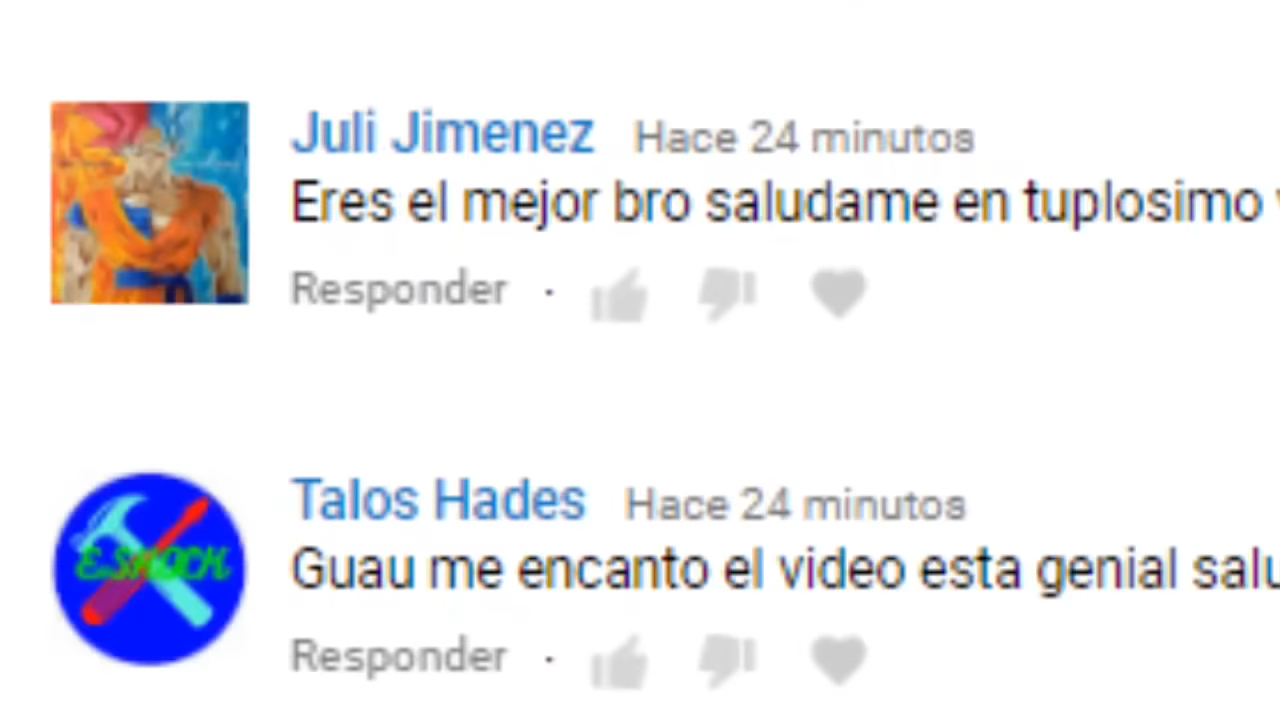 Juli Jimenez Hace 24 minutos
Eres el mejor bro saludame en tuplosimo
Responder ·
Talos Hades Hace 24 minutos
Guau me encanto el video esta genial salu
Responder ·